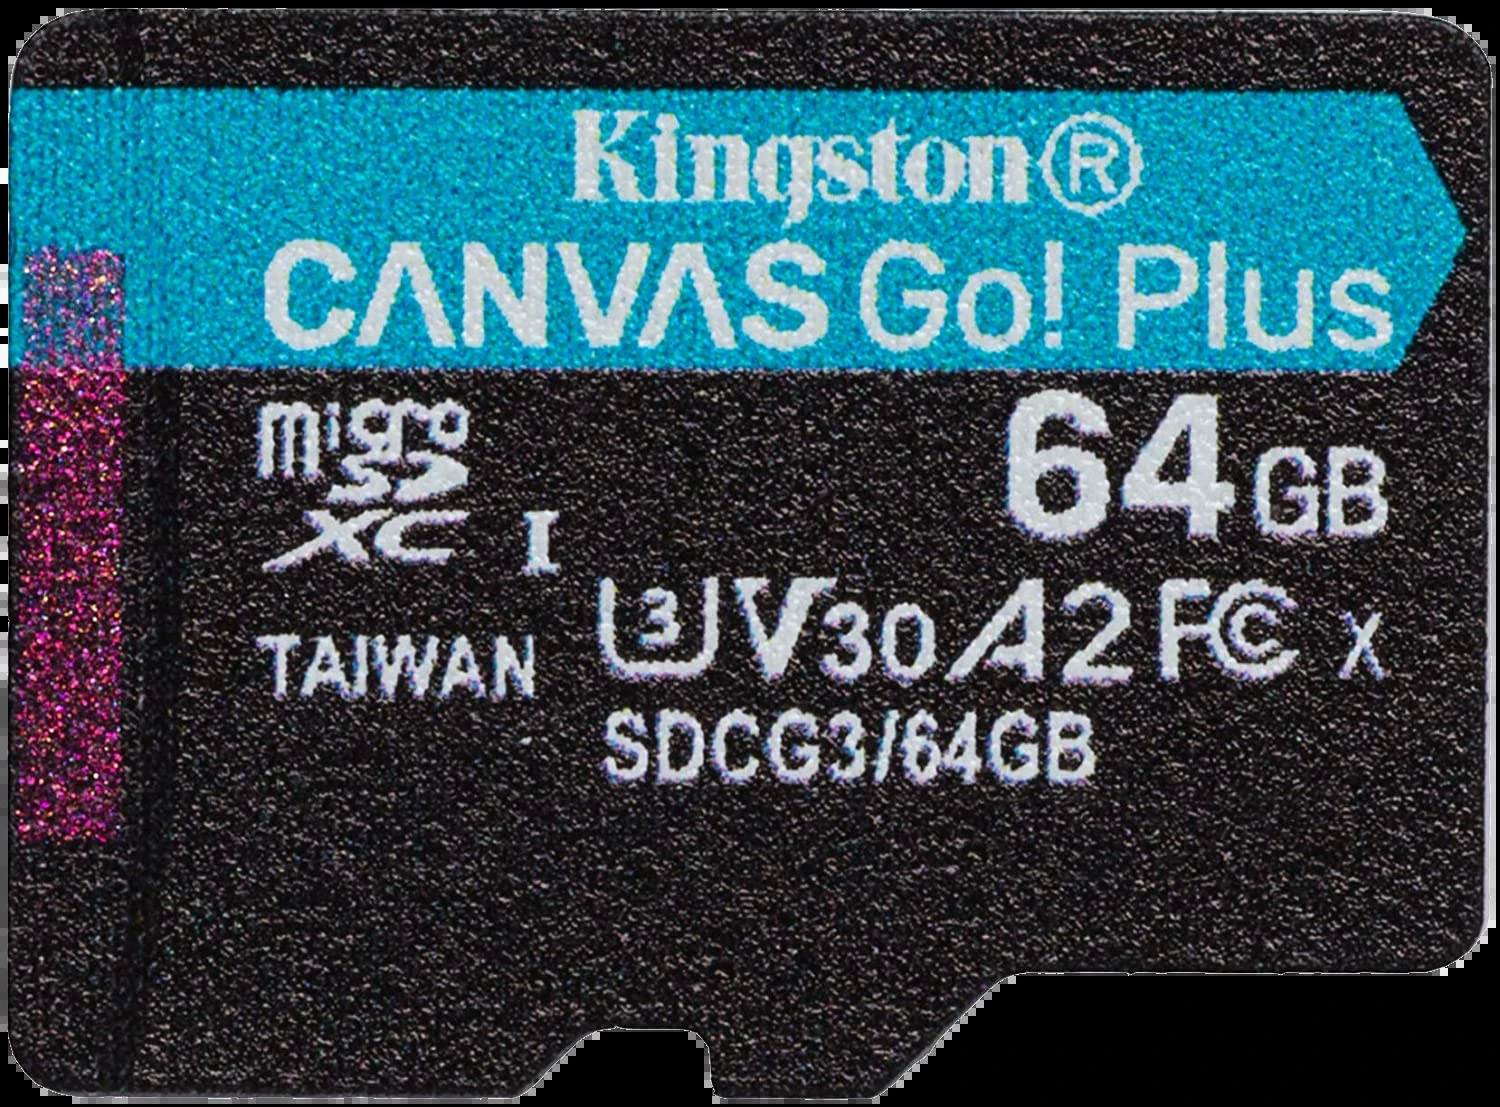 Kingston®
CANVAS Go! Plus
micro
SD
XC I
64GB
TAIWAN
U3 V30 A2 FC X
SDCG3/64GB